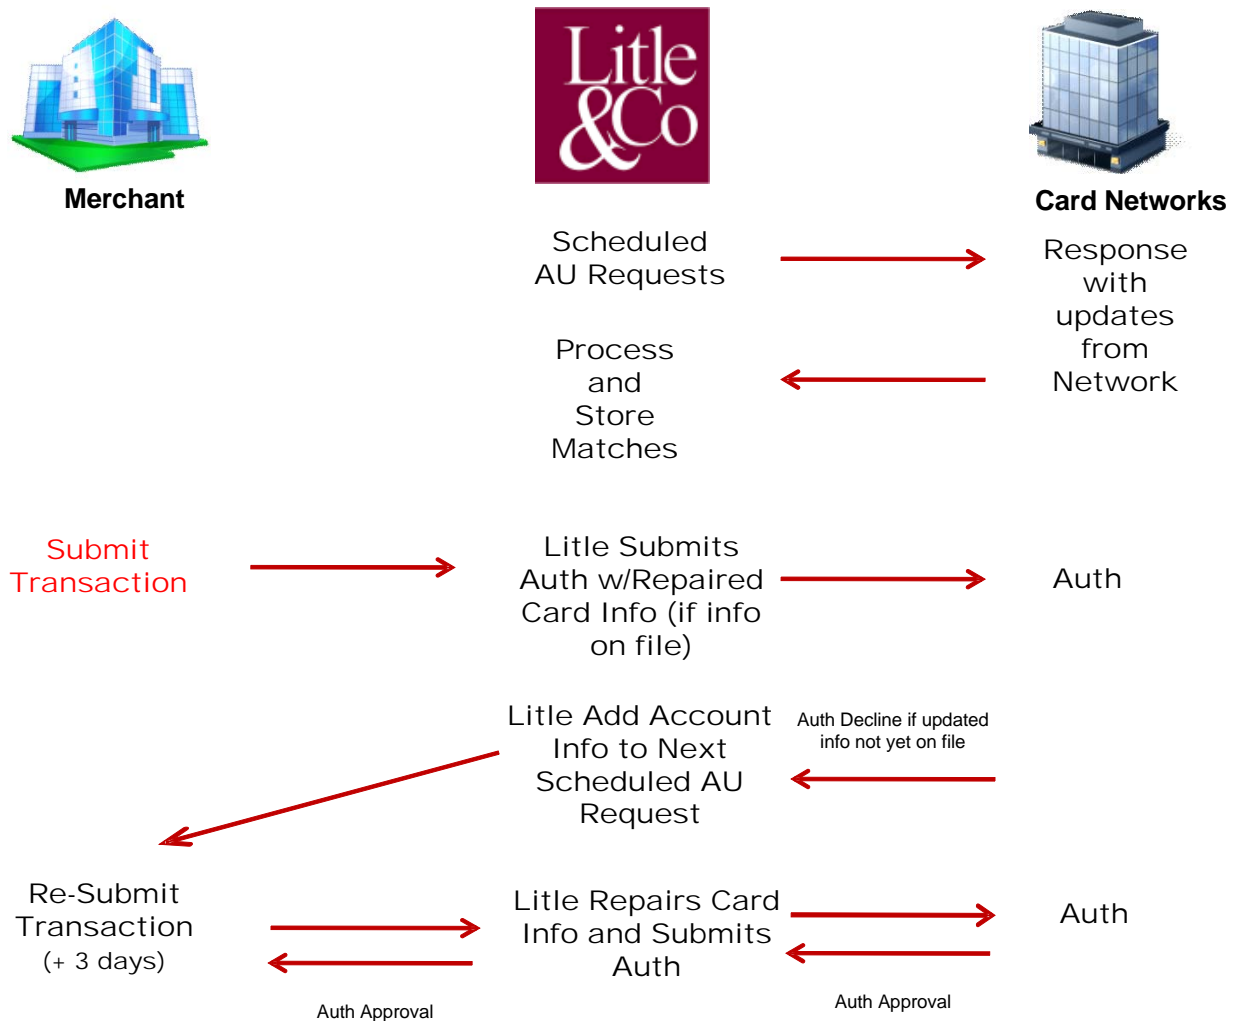 Litle
&Co
Merchant
Card Networks
Scheduled
AU Requests
Response
with
updates
from
Network
Process
and
Store
Matches
Submit
Transaction
Litle Submits
Auth w/Repaired
Card Info (if info
on file)
Auth
Litle Add Account
Info to Next
Scheduled AU
Request
Auth Decline if updated
info not yet on file
Re-Submit
Transaction
(+ 3 days)
Litle Repairs Card
Info and Submits
Auth
Auth
Auth Approval
Auth Approval